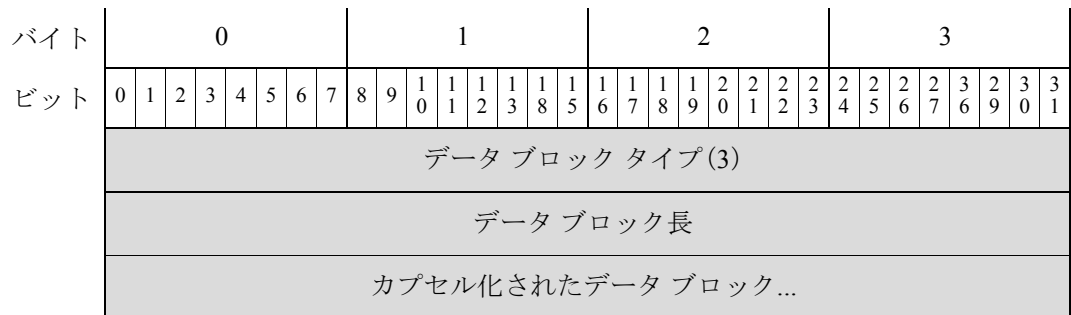 バイト 0 1 2 3
ビット 0 1 2 3 4 5 6 7 8 9 10 11 12 13 18 15 16 17 18 19 20 21 22 23 24 25 26 27 36 29 30 31
データ ブロック タイプ(3)
データ ブロック長
カプセル化されたデータ ブロック...